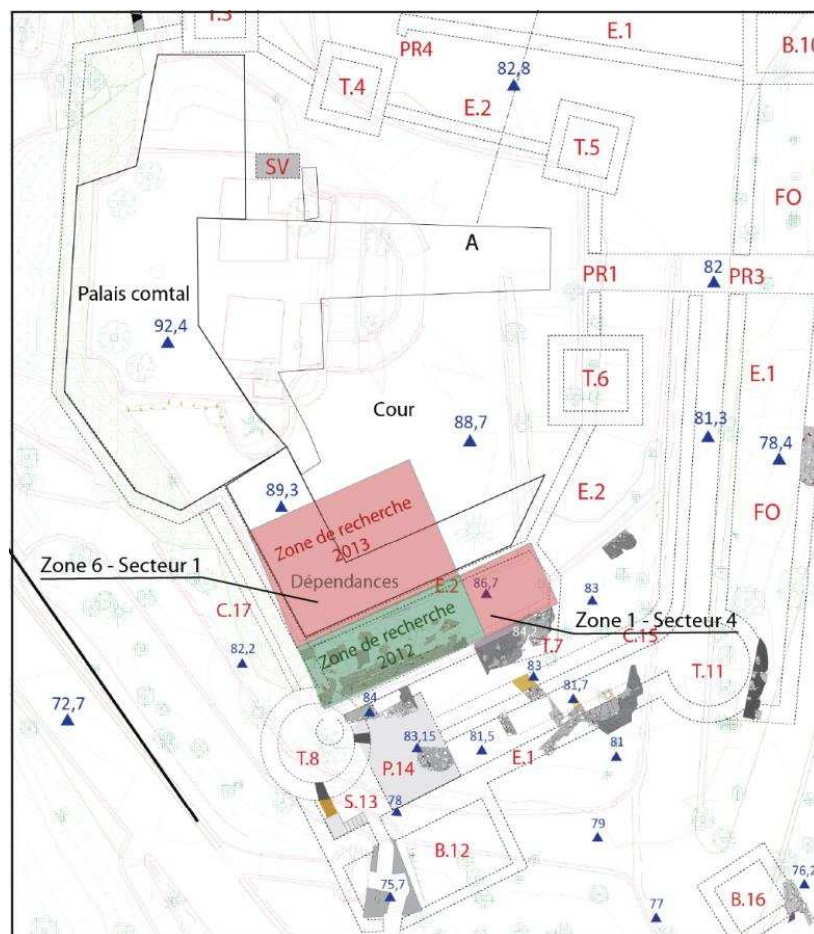 T.3
E.1
B.10
PR4
82,8
T.4
E.2
T.5
SV
FO
A
PR1
82
PR3
Palais comtal
92,4
T.6
E.1
Cour
81,3
88,7
78,4
E.2
89,3
FO
Zone de recherche
2013
Zone 6 - Secteur 1
Dépendances
E.2
86,7
83
C.17
Zone de recherche
2012
Zone 1 - Secteur 4
T.7
C.15
82,2
83
T.11
81,7
72,7
84
83,15
81,5
E.1
81
T.8
P.14
S.13
78
79
B.12
75,7
76,2
B.16
77